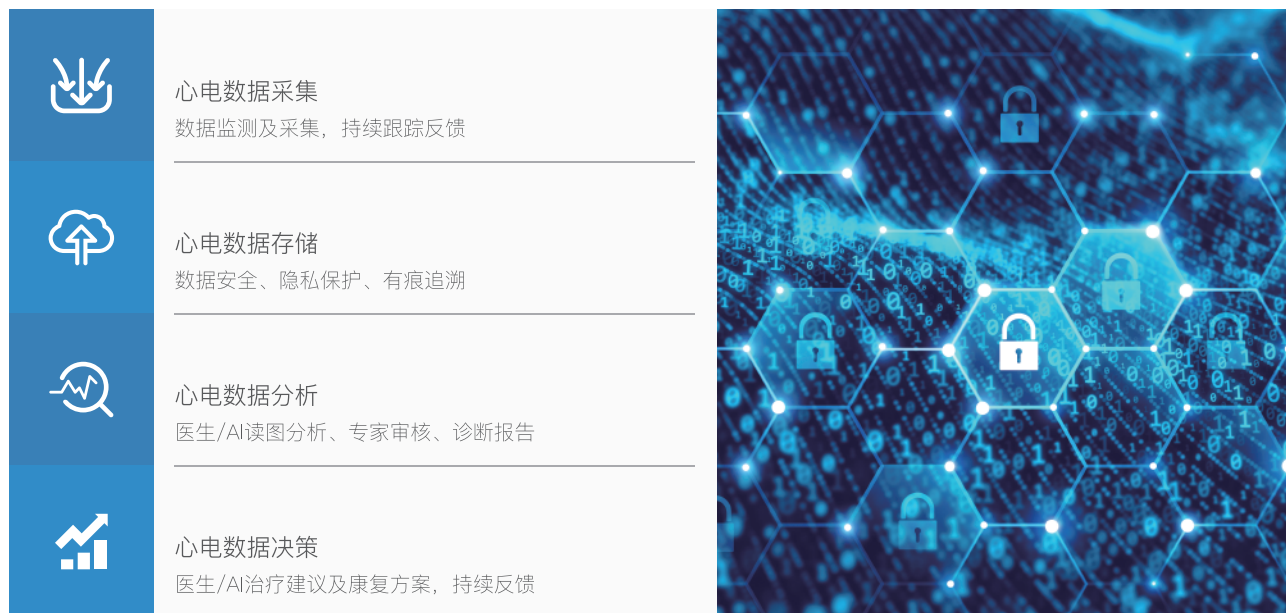 心电数据采集
数据监测及采集，持续跟踪反馈
心电数据存储
数据安全、隐私保护、有痕追溯
心电数据分析
医生/AI读图分析、专家审核、诊断报告
心电数据决策
医生/AI治疗建议及康复方案，持续反馈